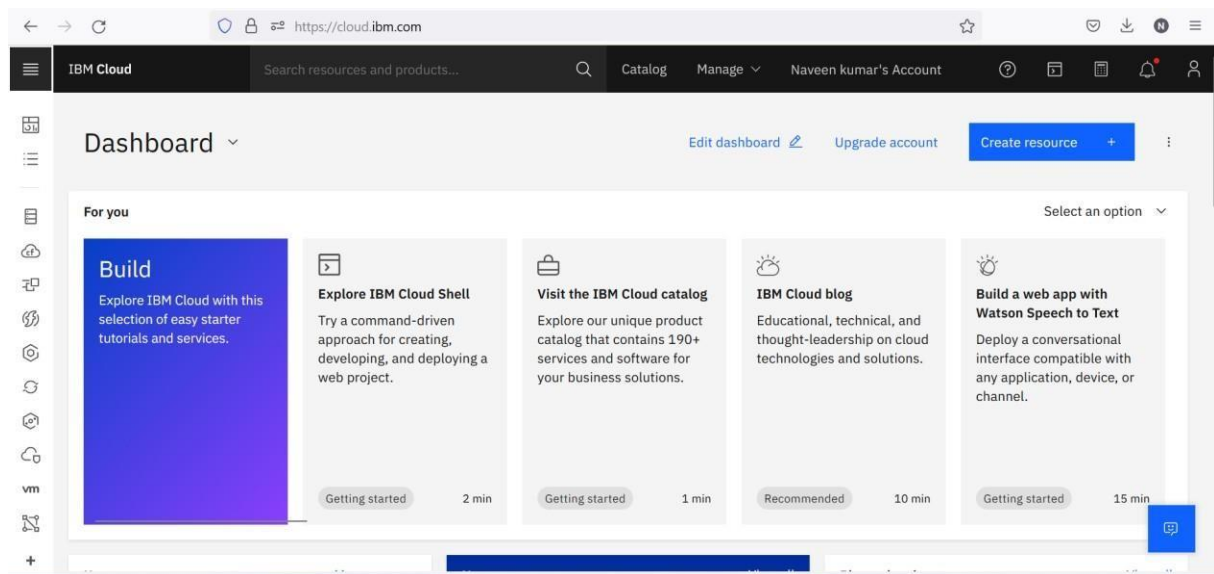 https://cloud.ibm.com
N
IBM Cloud
Search resources and products...
Catalog
Manage
Naveen kumar's Account
Dashboard
Edit dashboard
Upgrade account
Create resource +
For you
Select an option
Build
Explore IBM Cloud with this
selection of easy starter
tutorials and services.
Explore IBM Cloud Shell
Try a command-driven
approach for creating,
developing, and deploying a
web project.
Getting started
2 min
Visit the IBM Cloud catalog
Explore our unique product
catalog that contains 190+
services and software for
your business solutions.
Getting started
1 min
IBM Cloud blog
Educational, technical, and
thought-leadership on cloud
technologies and solutions.
Recommended
10 min
Build a web app with
Watson Speech to Text
Deploy a conversational
interface compatible with
any application, device, or
channel.
Getting started
15 min
vm